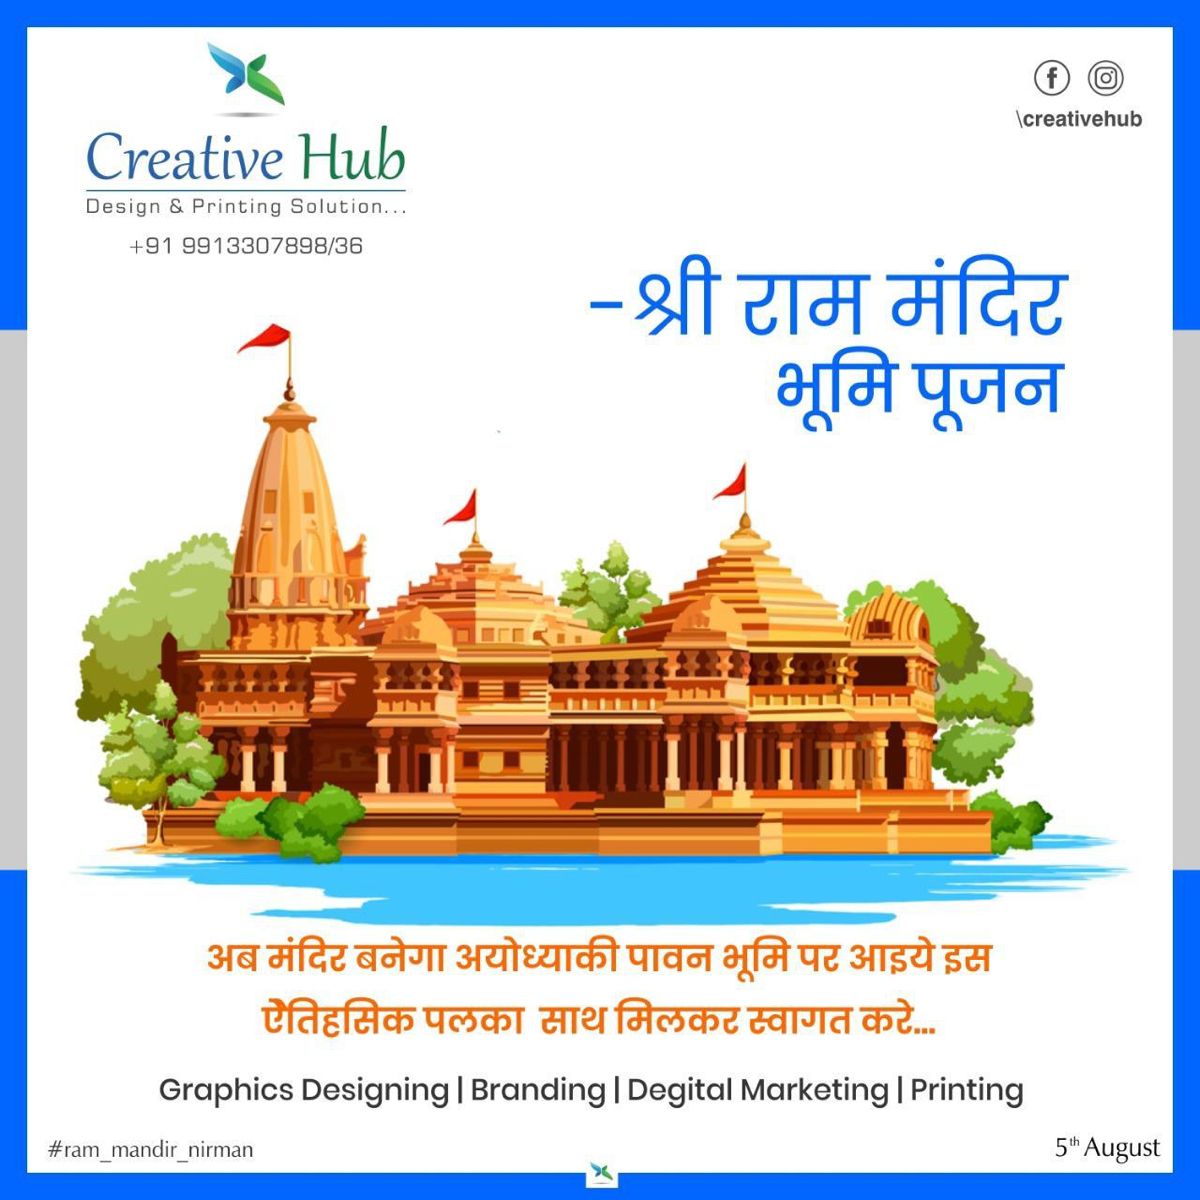 Creative Hub
Design & Printing Solution...
+91 9913307898/36
\creativehub
-श्री राम मंदिर
भूमि पूजन
अब मंदिर बनेगा अयोध्याकी पावन भूमि पर आइये इस
ऐतिहसिक पलका साथ मिलकर स्वागत करे...
Graphics Designing | Branding | Degital Marketing | Printing
#ram_mandir_nirman
5th August